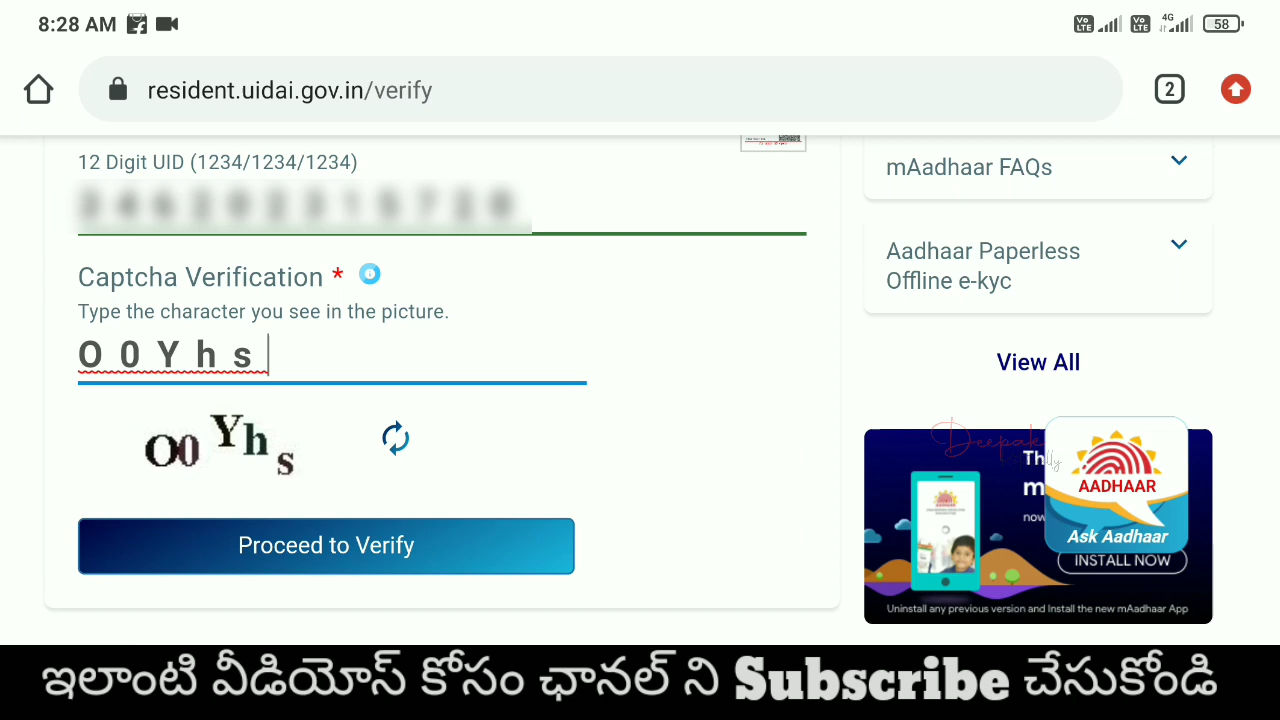 8:28 AM
58
resident.uidai.gov.in/verify
2
12 Digit UID (1234/1234/1234)
mAadhaar FAQs
Captcha Verification *
Type the character you see in the picture.
Aadhaar Paperless
Offline e-kyc
O 0 Y h s
View All
O0 Yh s
Proceed to Verify
Deepak
Th
m
now
AADHAAR
Ask Aadhaar
INSTALL NOW
Uninstall any previous version and Install the new mAadhaar App
ఇలాంటి వీడియోస్ కోసం ఛానల్ ని Subscribe చేసుకోండి